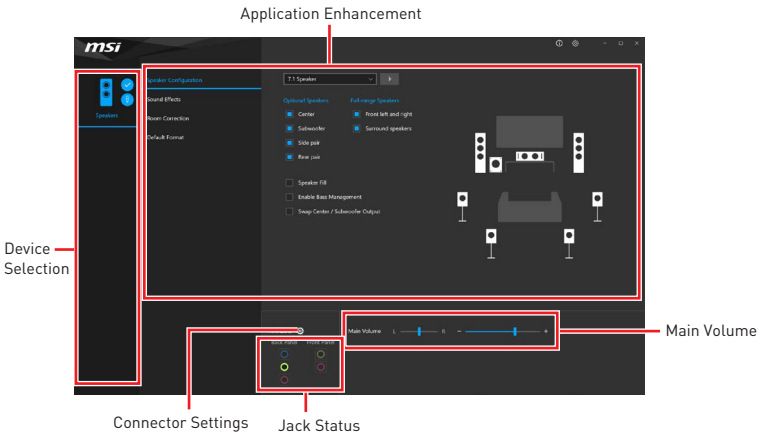 Application Enhancement
msi
Speakers
Speaker Configuration
Sound Effects
Room Correction
Default Format
7.1 Speaker
Optional Speakers
Full-range Speakers
Center
Front left and right
Subwoofer
Surround speakers
Side pair
Rear pair
Speaker Fill
Enable Bass Management
Swap Center / Subwoofer Output
Device
Selection
Main Volume L R - +
Main Volume
Back Panel Front Panel
Connector Settings
Jack Status